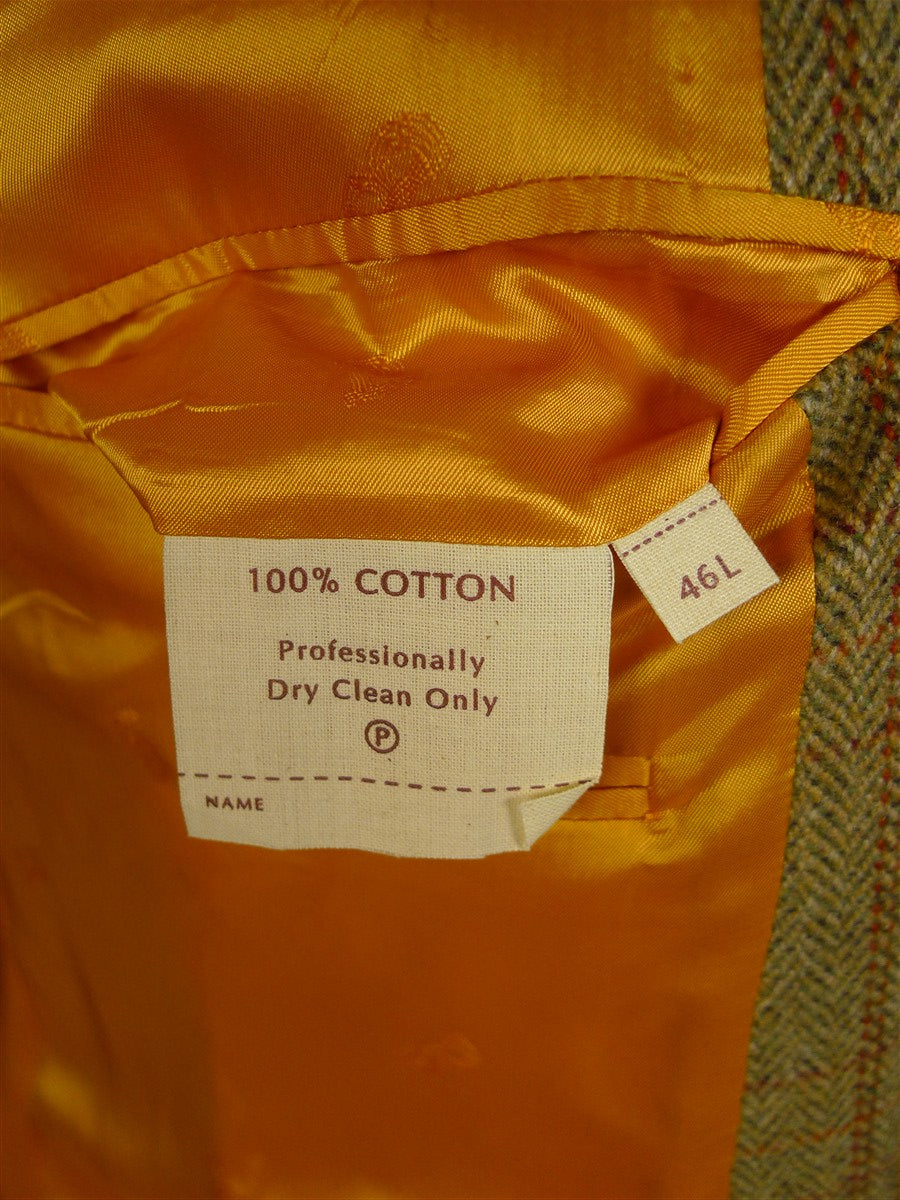 100% COTTON
Professionally
Dry Clean Only
P
NAME
46L